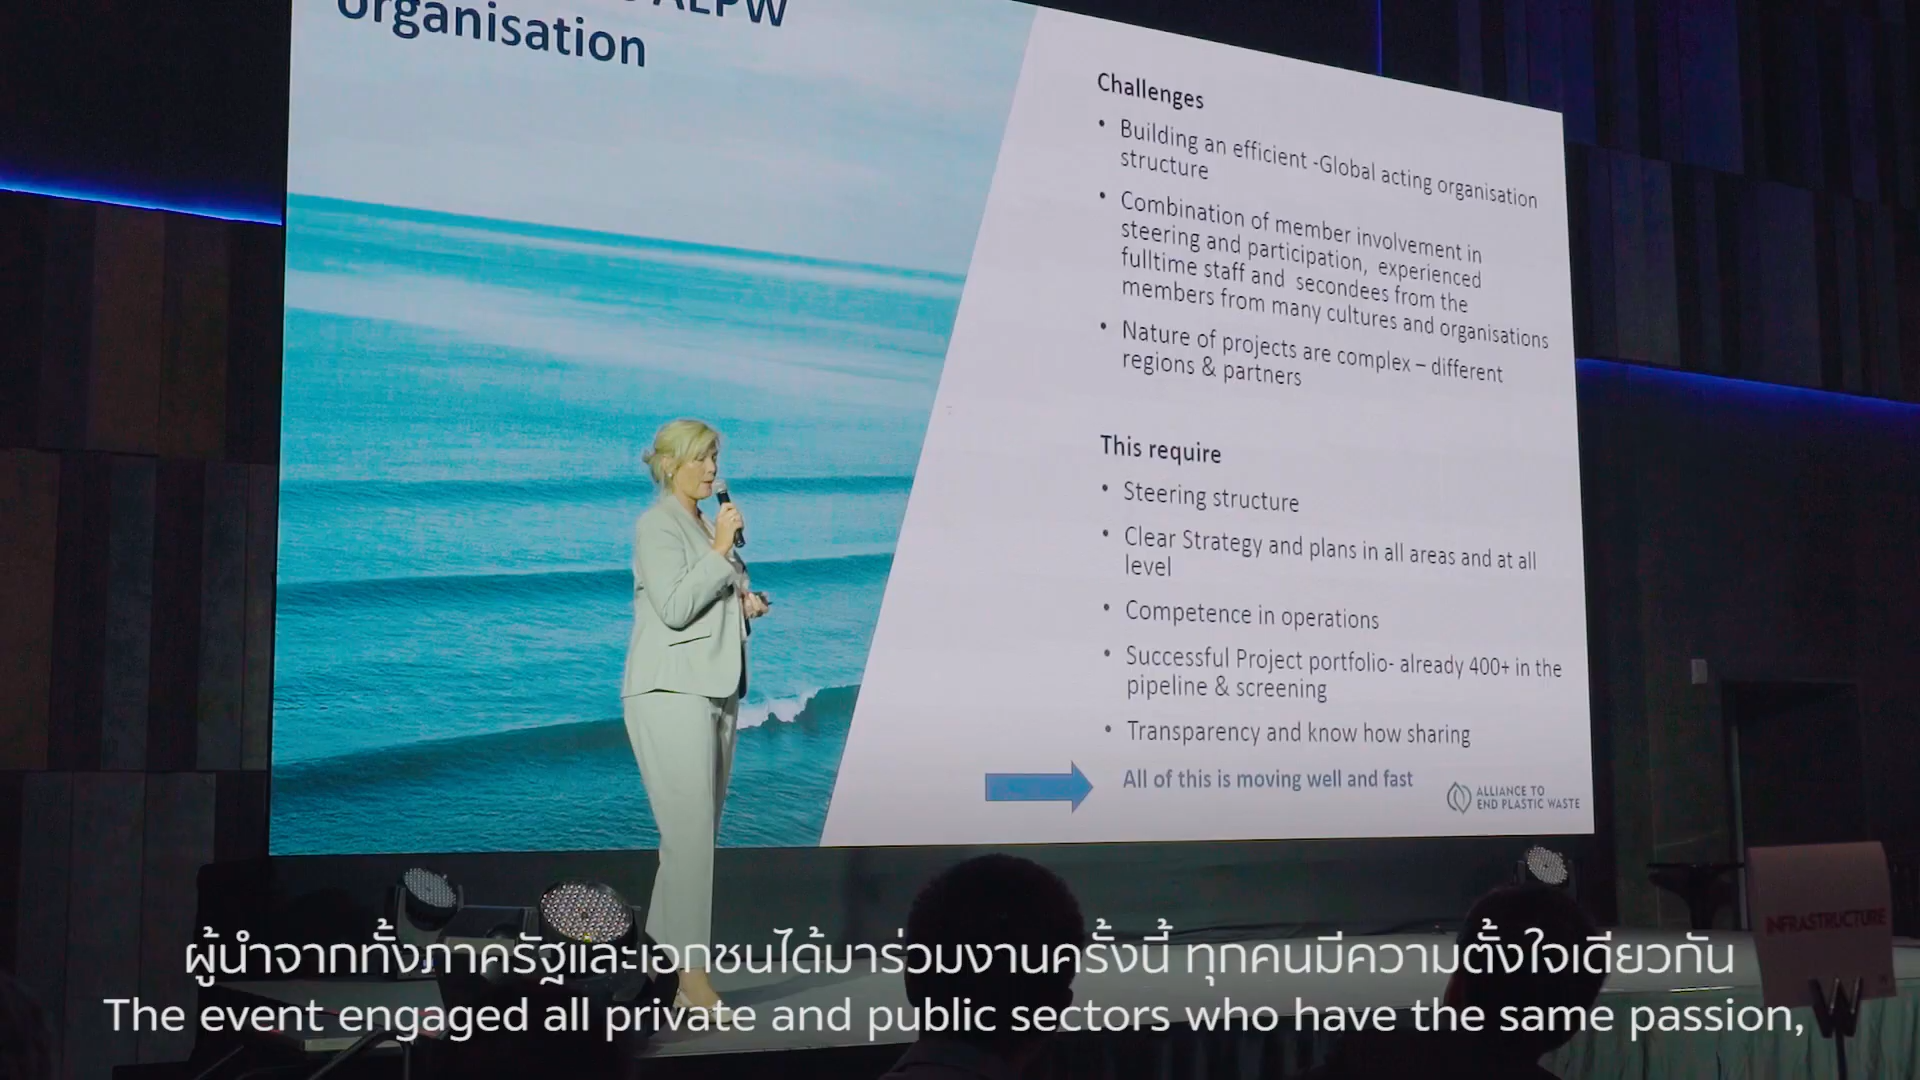 AEPW
organisation
Challenges
• Building an efficient -Global acting organisation
structure
• Combination of member involvement in
steering and participation, experienced
fulltime staff and secondees from the
members from many cultures and organisations
• Nature of projects are complex – different
regions & partners
This require
• Steering structure
• Clear Strategy and plans in all areas and at all
level
• Competence in operations
• Successful Project portfolio- already 400+ in the
pipeline & screening
• Transparency and know how sharing
All of this is moving well and fast
ALLIANCE TO
END PLASTIC WASTE
INFRASTRUCTURE
ผู้นำจากทั้งภาครัฐและเอกชนได้มาร่วมงานครั้งนี้ ทุกคนมีความตั้งใจเดียวกัน
The event engaged all private and public sectors who have the same passion,